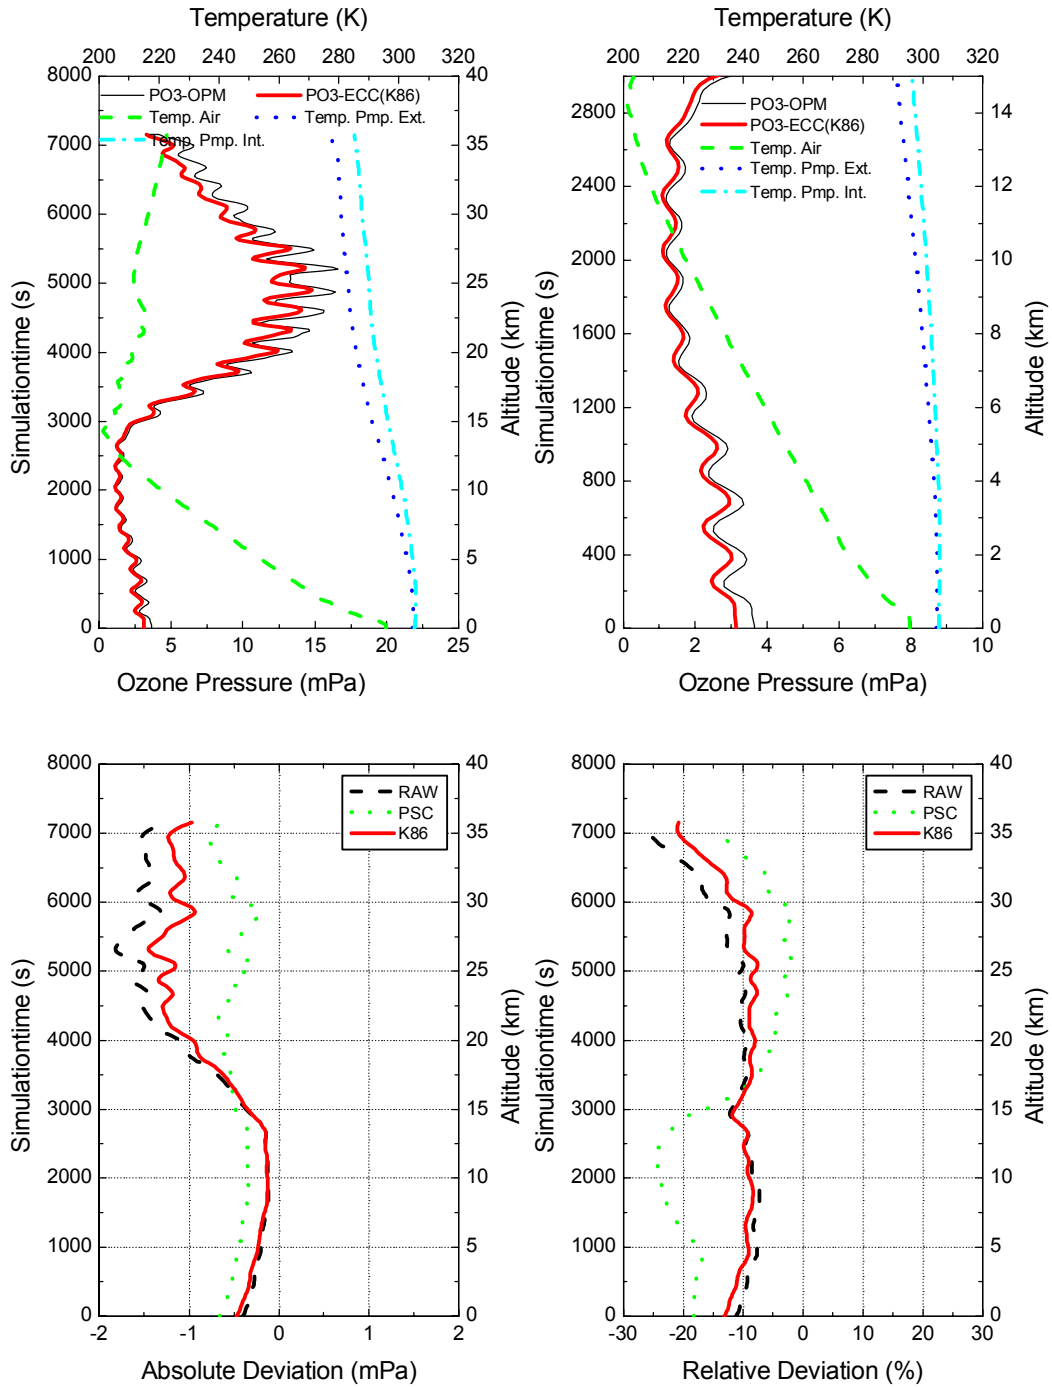 Temperature (K)
200 220 240 260 280 300 320
8000
7000
6000
5000
4000
3000
2000
1000
0
Simulationtime (s)
PO3-OPM PO3-ECC(K86)
Temp. Air Temp. Pmp. Ext.
Temp. Pmp. Int.
40
35
30
25
20
15
10
5
0
Altitude (km)
0 5 10 15 20 25
Ozone Pressure (mPa)
Temperature (K)
200 220 240 260 280 300 320
2800
2400
2000
1600
1200
800
400
0
Simulationtime (s)
PO3-OPM
PO3-ECC(K86)
Temp. Air
Temp. Pmp. Ext.
Temp. Pmp. Int.
14
12
10
8
6
4
2
0
Altitude (km)
0 2 4 6 8 10
Ozone Pressure (mPa)
8000
7000
6000
5000
4000
3000
2000
1000
0
Simulationtime (s)
RAW
PSC
K86
40
35
30
25
20
15
10
5
0
Altitude (km)
-2 -1 0 1 2
Absolute Deviation (mPa)
8000
7000
6000
5000
4000
3000
2000
1000
0
Simulationtime (s)
RAW
PSC
K86
40
35
30
25
20
15
10
5
0
Altitude (km)
-30 -20 -10 0 10 20 30
Relative Deviation (%)